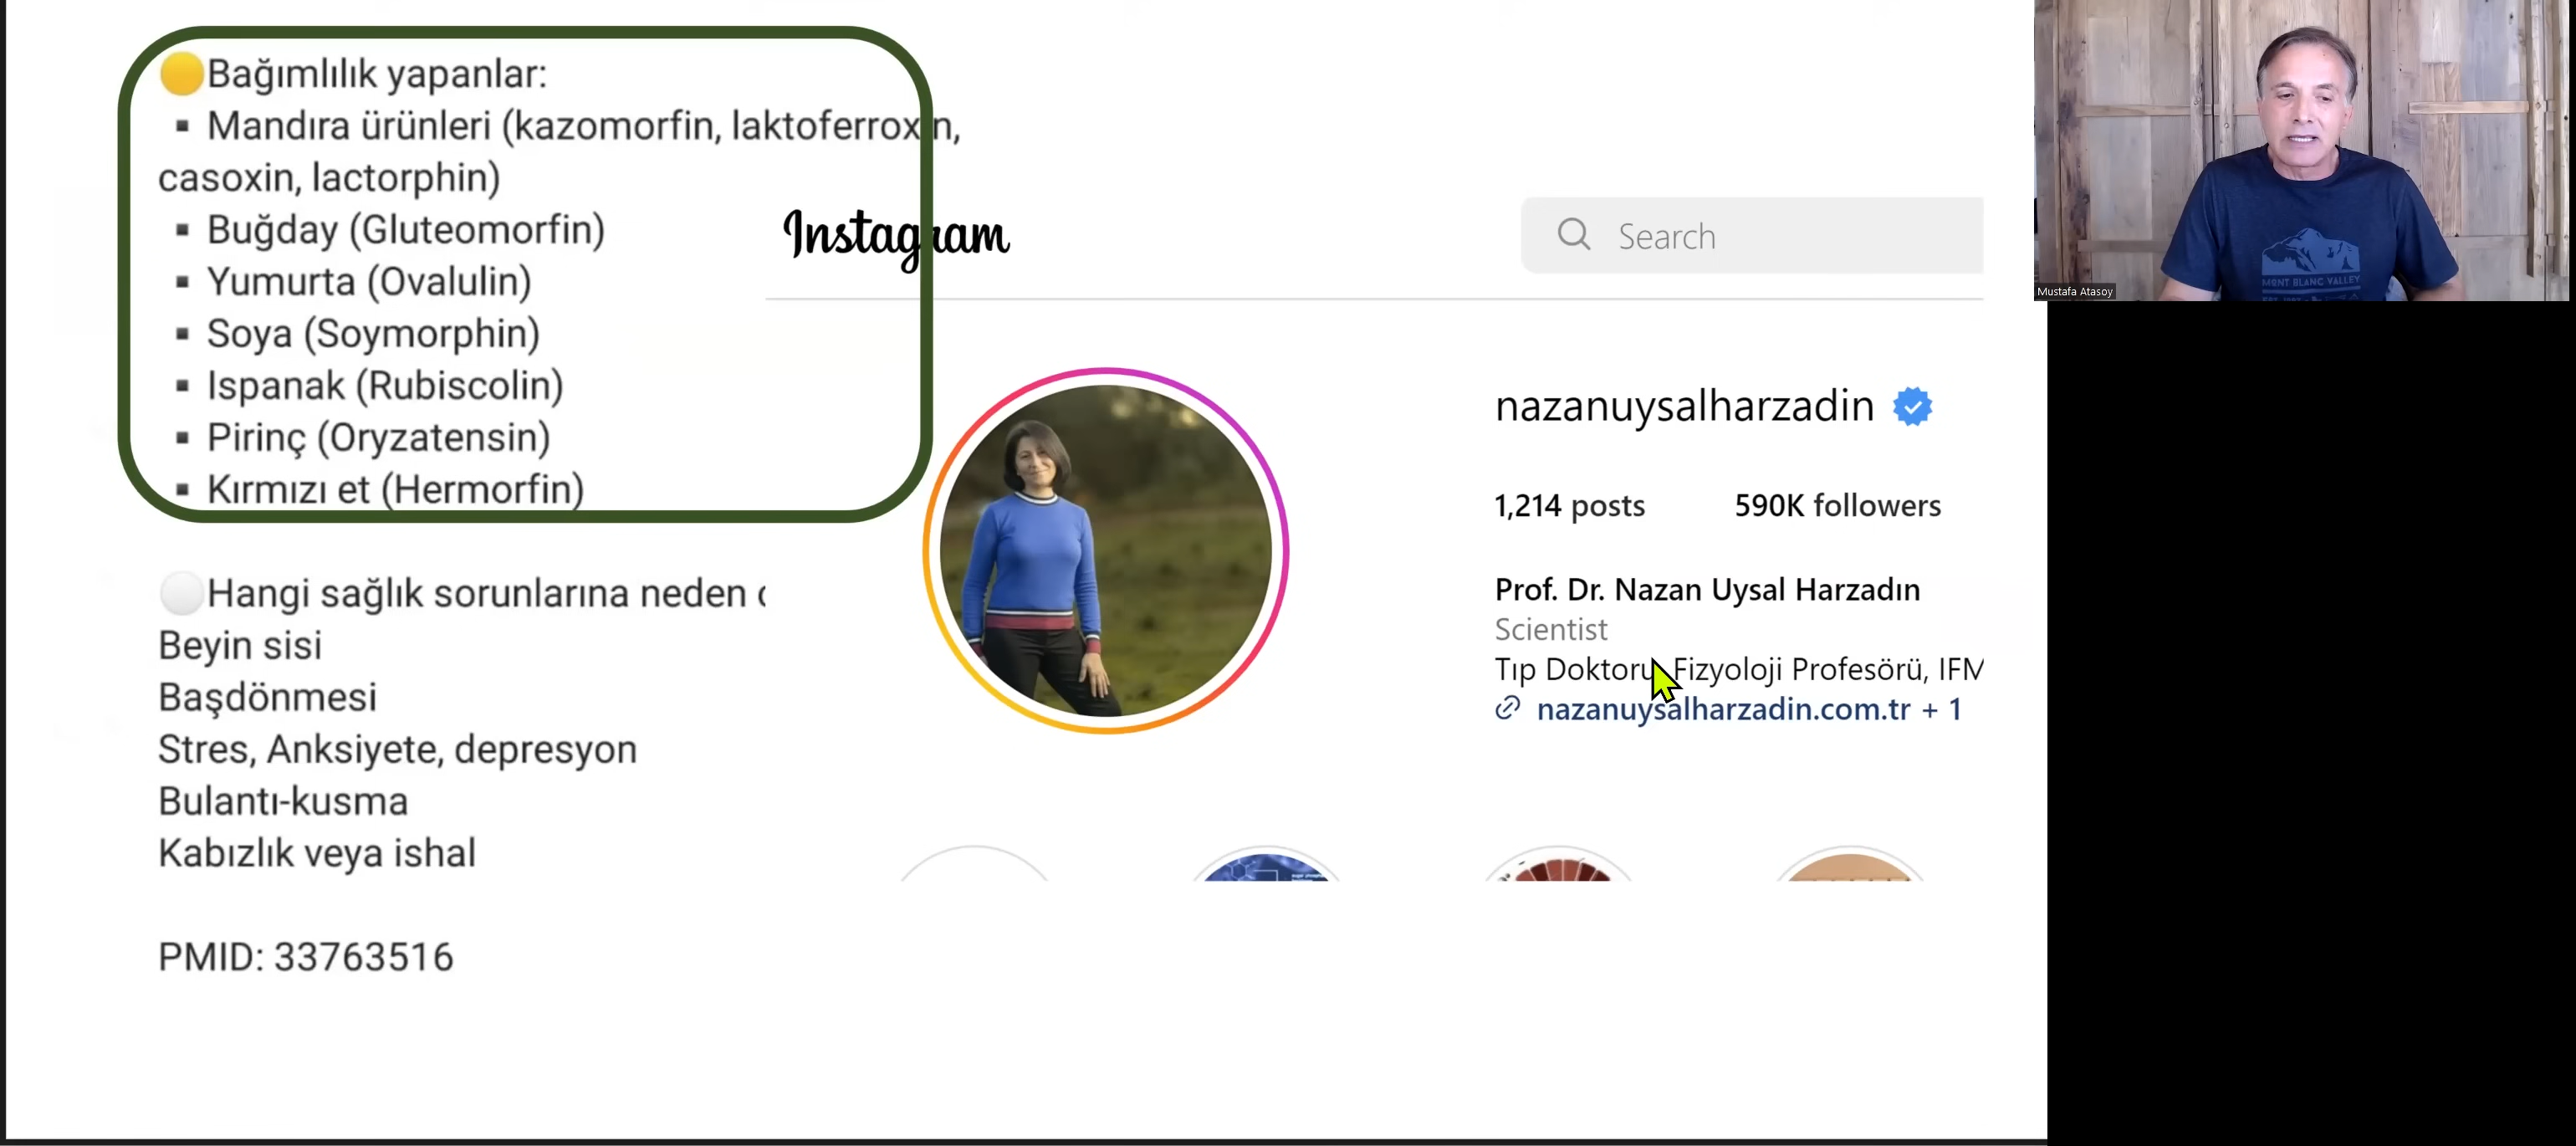 Bağımlılık yapanlar:
▪ Mandıra ürünleri (kazomorfin, laktoferroxin,
casoxin, lactorphin)
▪ Buğday (Gluteomorfin)
▪ Yumurta (Ovalulin)
▪ Soya (Soymorphin)
▪ Ispanak (Rubiscolin)
▪ Pirinç (Oryzatensin)
▪ Kırmızı et (Hermorfin)
Hangi sağlık sorunlarına neden
Beyin sisi
Başdönmesi
Stres, Anksiyete, depresyon
Bulantı-kusma
Kabızlık veya ishal
PMID: 33763516
Instagram
Search
nazanuysalharzadin
1,214 posts 590K followers
Prof. Dr. Nazan Uysal Harzadın
Scientist
Tıp Doktoru, Fizyoloji Profesörü, IFM
nazanuysalharzadin.com.tr + 1
MONT BLANC VALLEY
Mustafa Atasoy